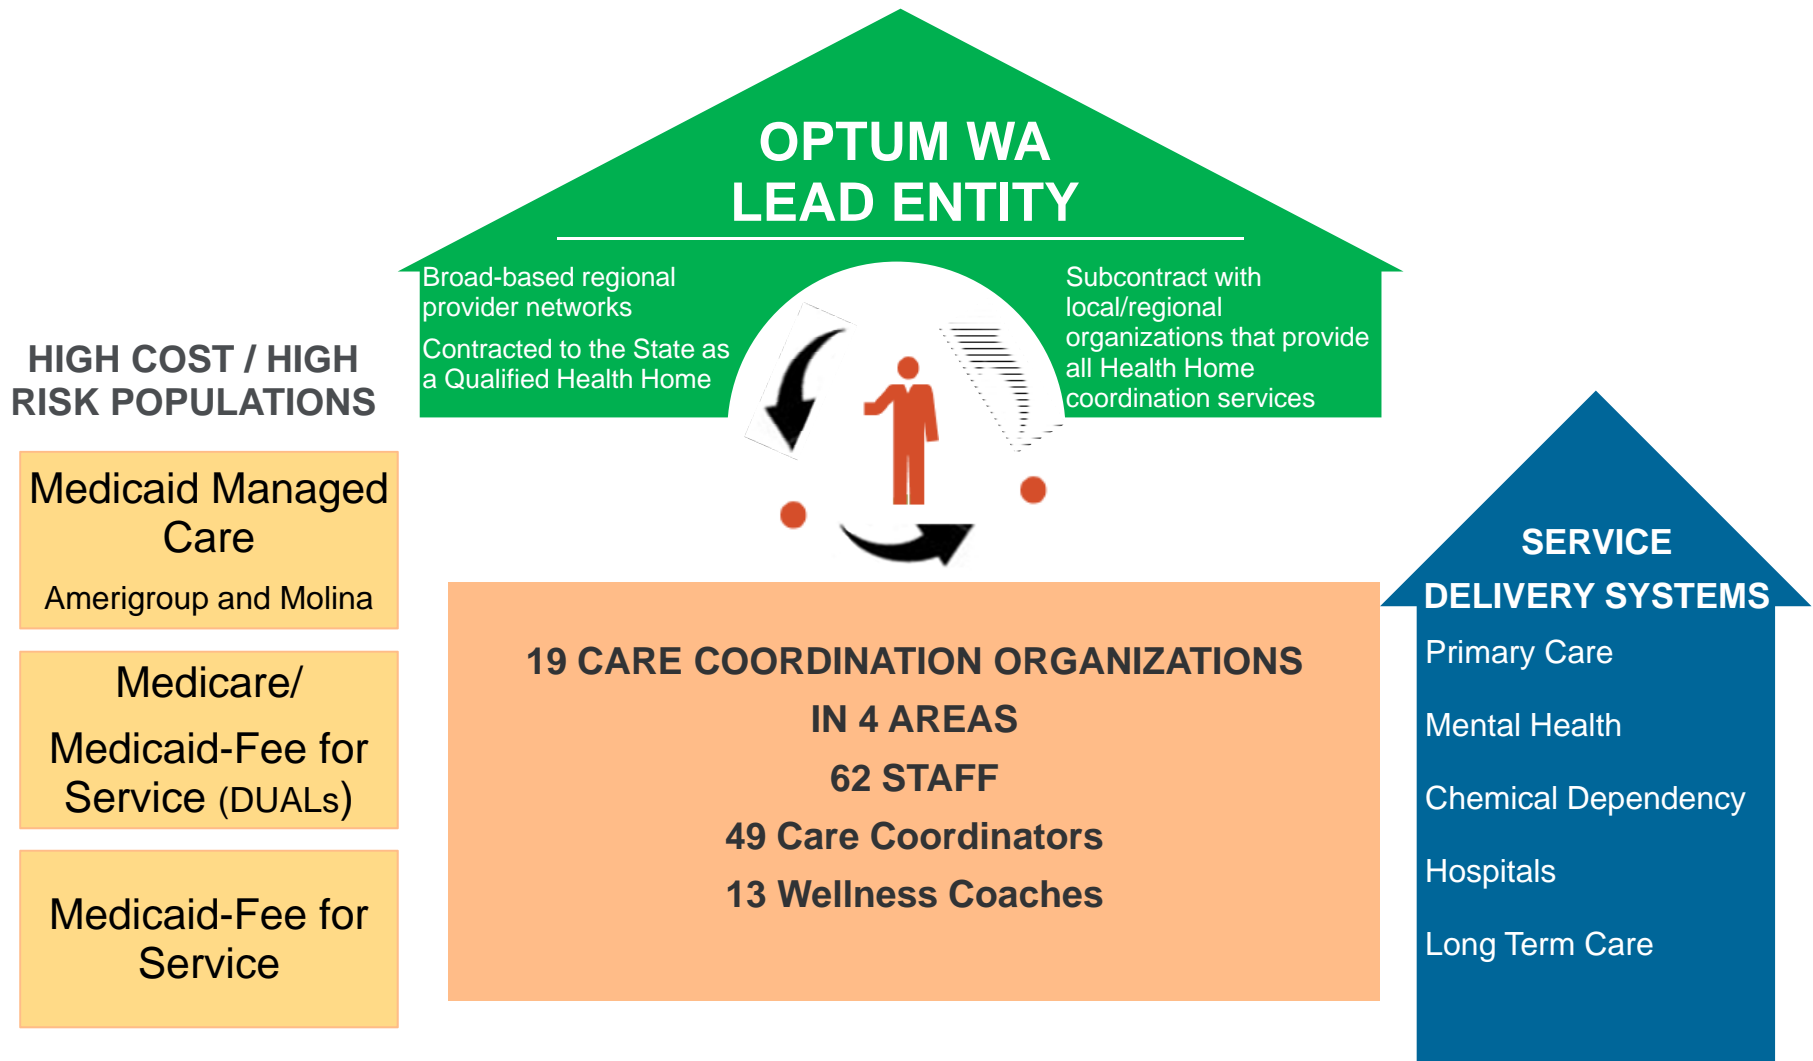 OPTUM WA
LEAD ENTITY
Broad-based regional
provider networks
Contracted to the State as
a Qualified Health Home
Subcontract with
local/regional
organizations that provide
all Health Home
coordination services
HIGH COST / HIGH
RISK POPULATIONS
Medicaid Managed
Care
Amerigroup and Molina
Medicare/
Medicaid-Fee for
Service (DUALs)
Medicaid-Fee for
Service
19 CARE COORDINATION ORGANIZATIONS
IN 4 AREAS
62 STAFF
49 Care Coordinators
13 Wellness Coaches
SERVICE
DELIVERY SYSTEMS
Primary Care
Mental Health
Chemical Dependency
Hospitals
Long Term Care